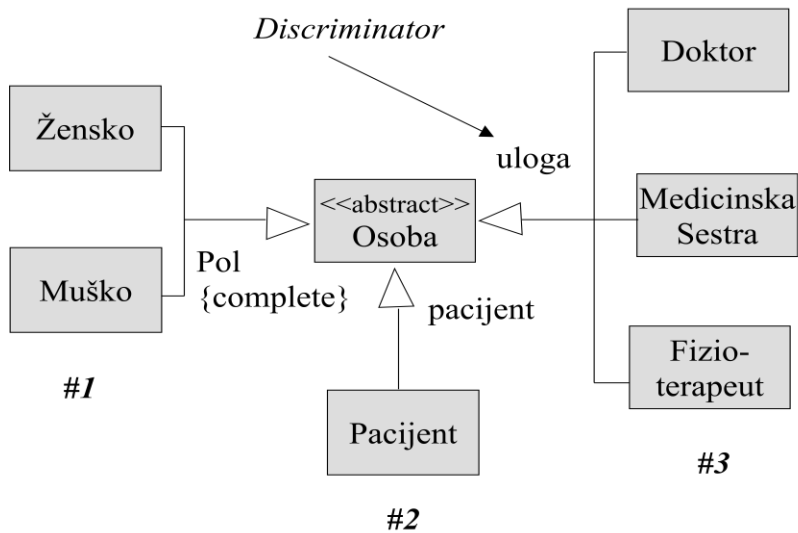 Discriminator
Doktor
Žensko
uloga
<<abstract>>
Osoba
Medicinska
Sestra
Muško
Pol
{complete}
pacijent
Fizio-
terapeut
#1
Pacijent
#3
#2